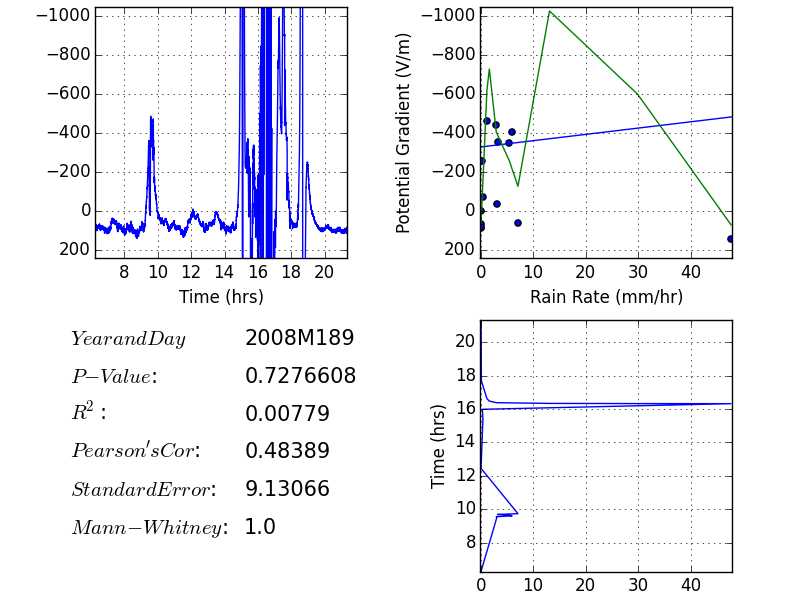 −1000
−800
−600
−400
−200
0
200
8 10 12 14 16 18 20
Time (hrs)
Potential Gradient (V/m)
−1000
−800
−600
−400
−200
0
200
0 10 20 30 40
Rain Rate (mm/hr)
YearandDay 2008M189
P−Value: 0.7276608
R²: 0.00779
Pearson'sCor: 0.48389
StandardError: 9.13066
Mann−Whitney: 1.0
Time (hrs)
20
18
16
14
12
10
8
0 10 20 30 40